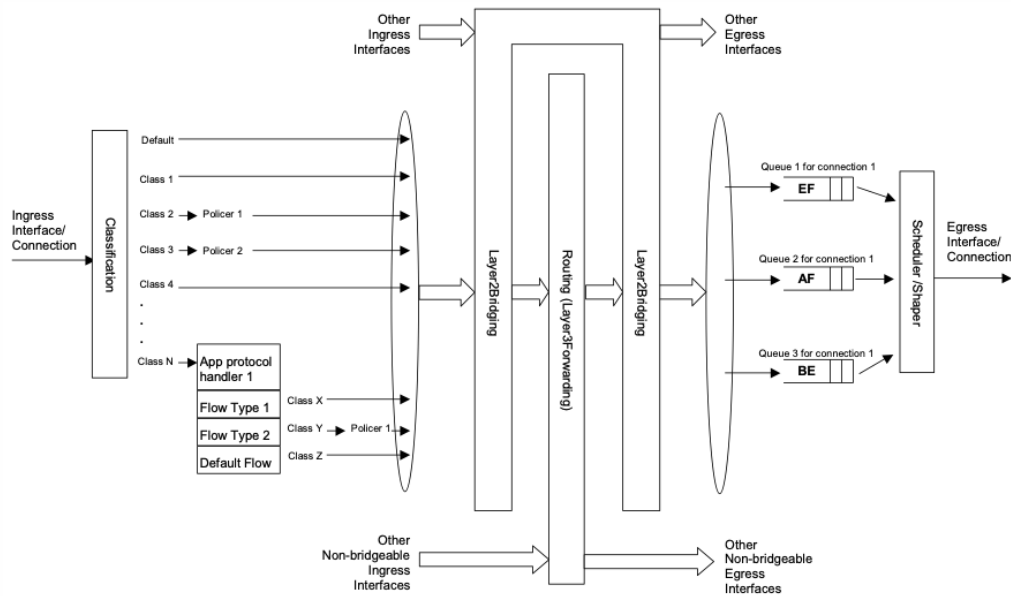 Other
Ingress
Interfaces
Other
Egress
Interfaces
Default
Class 1
Class 2
Policer 1
Class 3
Policer 2
Class 4
.
.
.
Class N
App protocol
handler 1
Flow Type 1
Class X
Flow Type 2
Class Y
Policer 1
Default Flow
Class Z
Ingress
Interface/
Connection
Classification
Layer2Bridging
Routing (Layer3Forwarding)
Layer2Bridging
Queue 1 for connection 1
EF
Queue 2 for connection 1
AF
Queue 3 for connection 1
BE
Scheduler /Shaper
Egress
Interface/
Connection
Other
Non-bridgeable
Ingress
Interfaces
Other
Non-bridgeable
Egress
Interfaces